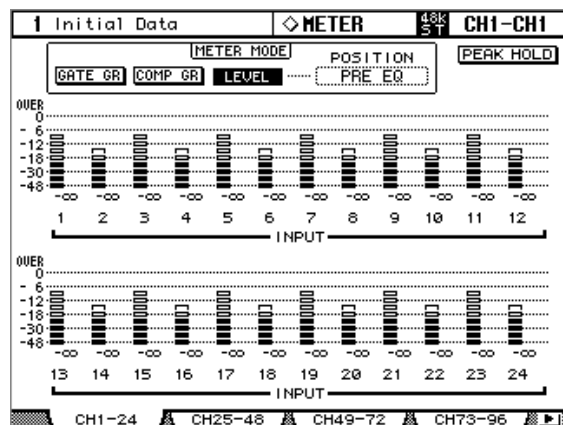 1 Initial Data ◇METER 48K ST CH1-CH1
METER MODE POSITION PEAK HOLD
GATE GR COMP GR LEVEL PRE EQ
OVER
0
- 6
-12
-18
-30
-48
-∞ -∞ -∞ -∞ -∞ -∞ -∞ -∞ -∞ -∞ -∞ -∞
1 2 3 4 5 6 7 8 9 10 11 12
INPUT
OVER
0
- 6
-12
-18
-30
-48
-∞ -∞ -∞ -∞ -∞ -∞ -∞ -∞ -∞ -∞ -∞ -∞
13 14 15 16 17 18 19 20 21 22 23 24
INPUT
CH1-24 CH25-48 CH49-72 CH73-96